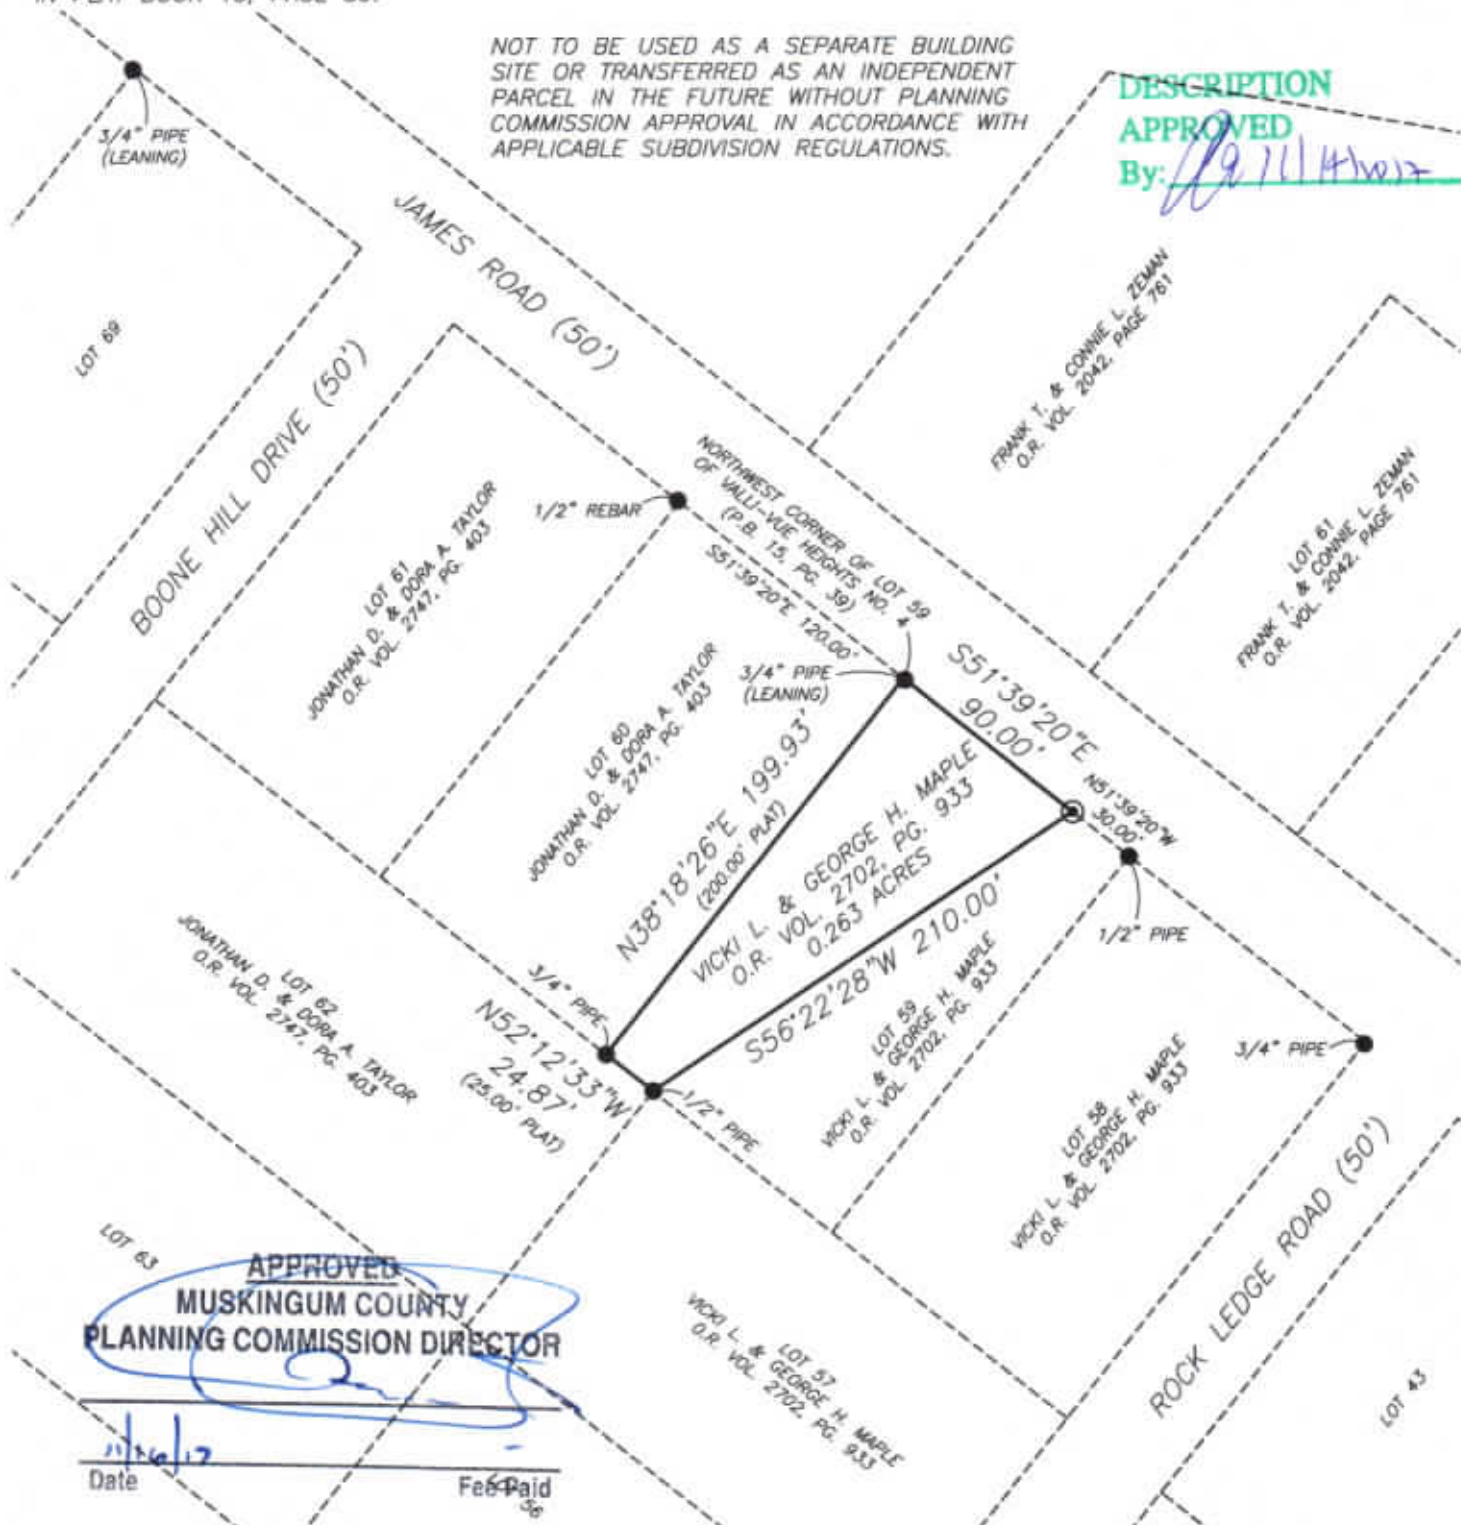 NOT TO BE USED AS A SEPARATE BUILDING
SITE OR TRANSFERRED AS AN INDEPENDENT
PARCEL IN THE FUTURE WITHOUT PLANNING
COMMISSION APPROVAL IN ACCORDANCE WITH
APPLICABLE SUBDIVISION REGULATIONS.
DESCRIPTION
APPROVED
By:
3/4" PIPE
(LEANING)
JAMES ROAD (50')
LOT 69
BOONE HILL DRIVE (50')
FRANK T. & CONNIE L. ZEMAN
O.R. VOL. 2042, PAGE 761
LOT 61
FRANK T. & CONNIE L. ZEMAN
O.R. VOL. 2042, PAGE 761
1/2" REBAR
NORTHWEST CORNER OF LOT 59
OF VALLI-VUE HEIGHTS NO. 4
(P.B. 15, PG. 39)
S51°39'20"E 120.00'
LOT 61
JONATHAN D. & DORA A. TAYLOR
O.R. VOL. 2747, PG. 403
3/4" PIPE
(LEANING)
S51°39'20"E
90.00'
LOT 60
JONATHAN D. & DORA A. TAYLOR
O.R. VOL. 2747, PG. 403
N38°18'26"E 199.93'
(200.00' PLAT)
VICKI L. & GEORGE H. MAPLE
O.R. VOL. 2702, PG. 933
0.263 ACRES
N51°39'20"W
30.00'
S56°22'28"W 210.00'
1/2" PIPE
LOT 59
VICKI L. & GEORGE H. MAPLE
O.R. VOL. 2702, PG. 933
LOT 62
JONATHAN D. & DORA A. TAYLOR
O.R. VOL. 2747, PG. 403
3/4" PIPE
N52°12'33"W
24.87'
(25.00' PLAT)
1/2" PIPE
3/4" PIPE
LOT 58
VICKI L. & GEORGE H. MAPLE
O.R. VOL. 2702, PG. 933
ROCK LEDGE ROAD (50')
LOT 63
LOT 57
VICKI L. & GEORGE H. MAPLE
O.R. VOL. 2702, PG. 933
LOT 43
APPROVED
MUSKINGUM COUNTY
PLANNING COMMISSION DIRECTOR
Date
Fee Paid
56